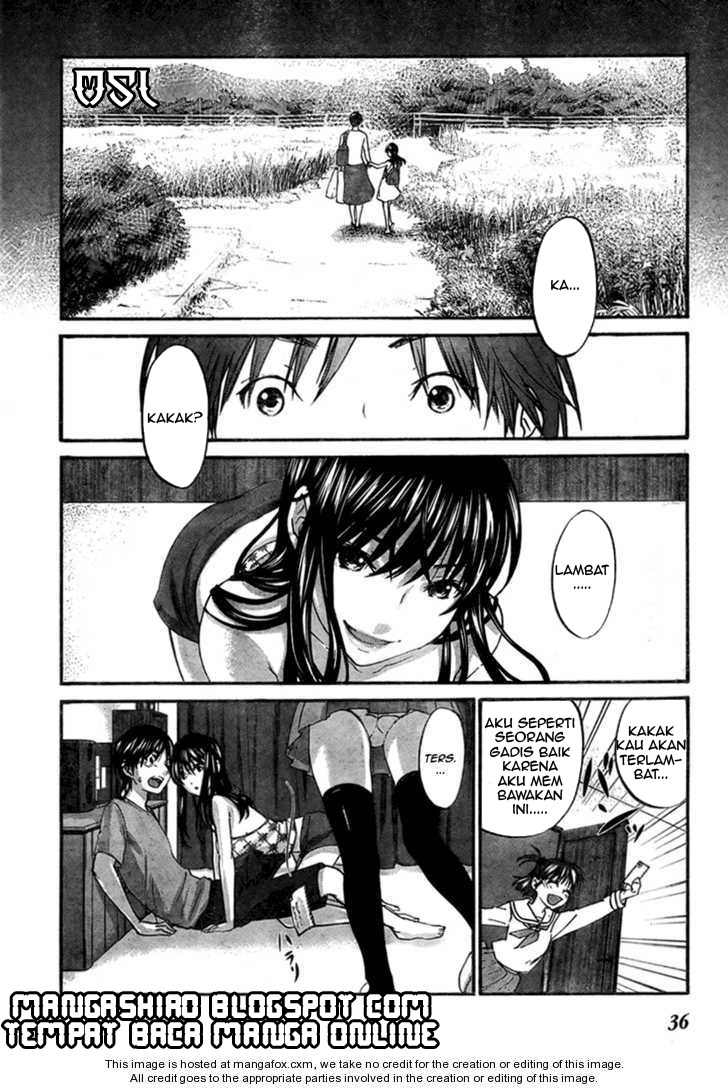 MSI
KA...
KAKAK?
LAMBAT
.....
KAKAK
KAU AKAN
TERLAM-
BAT...
AKU SEPERTI
SEORANG
GADIS BAIK
KARENA
AKU MEM
BAWAKAN
INI.....
TERS.
...
36
MANGASHIRO BLOGSPOT COM
TEMPAT BACA MANGA ONLINE
This image is hosted at mangafox.cxm, we take no credit for the creation or editing of this image.
All credit goes to the appropriate parties involved in the creation or editing of this image.